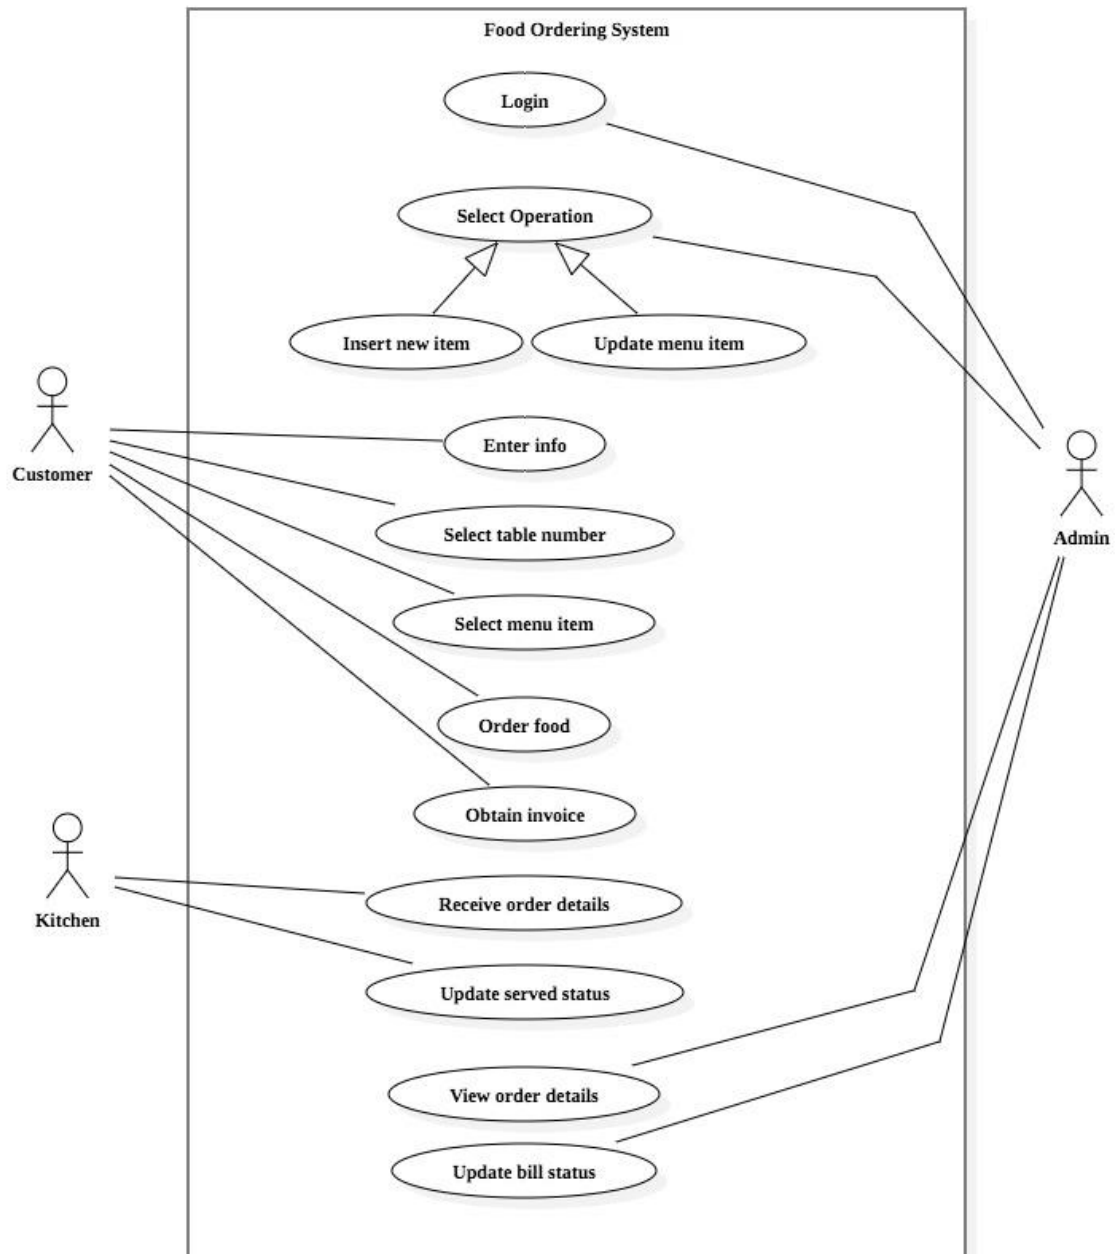 Food Ordering System
Login
Select Operation
Insert new item
Update menu item
Customer
Enter info
Select table number
Admin
Select menu item
Order food
Obtain invoice
Kitchen
Receive order details
Update served status
View order details
Update bill status